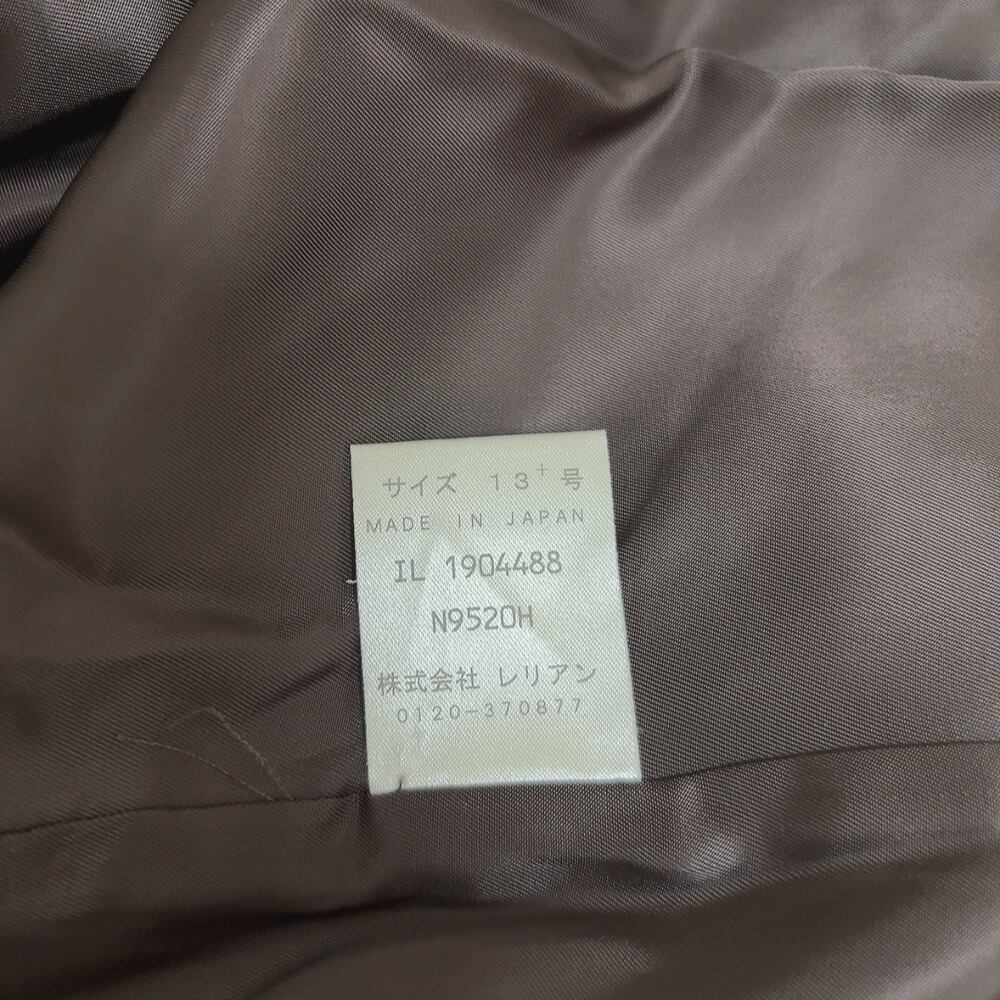 サイズ 13+号
MADE IN JAPAN
IL 1904488
N9520H
株式会社 レリアン
0120-370877